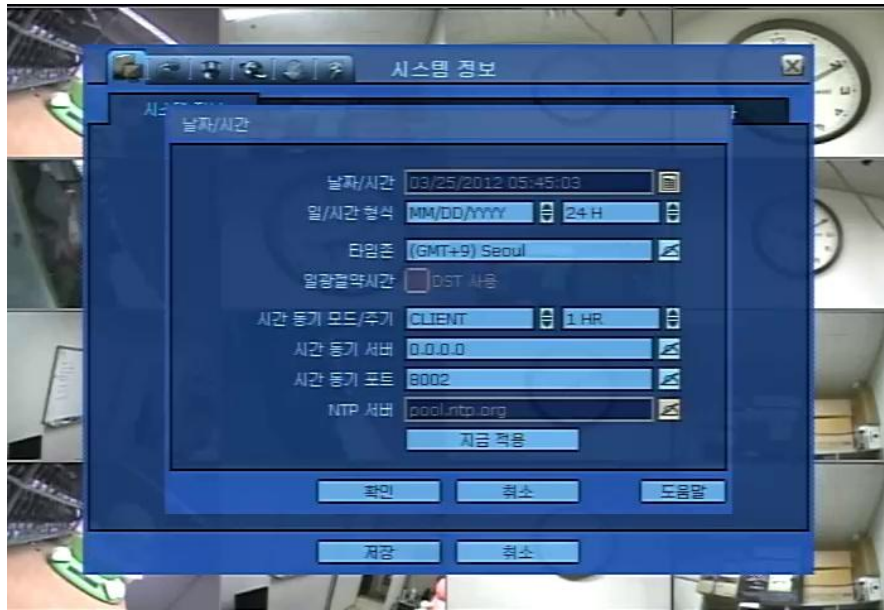 시스템 정보
날짜/시간
날짜/시간 03/25/2012 05:45:03
일/시간 형식 MM/DD/YYYY 24 H
타임존 (GMT+9) Seoul
일광절약시간 DST 사용
시간 동기 모드/주기 CLIENT 1 HR
시간 동기 서버 0.0.0.0
시간 동기 포트 8002
NTP 서버 pool.ntp.org
지금 적용
확인 취소 도움말
저장 취소